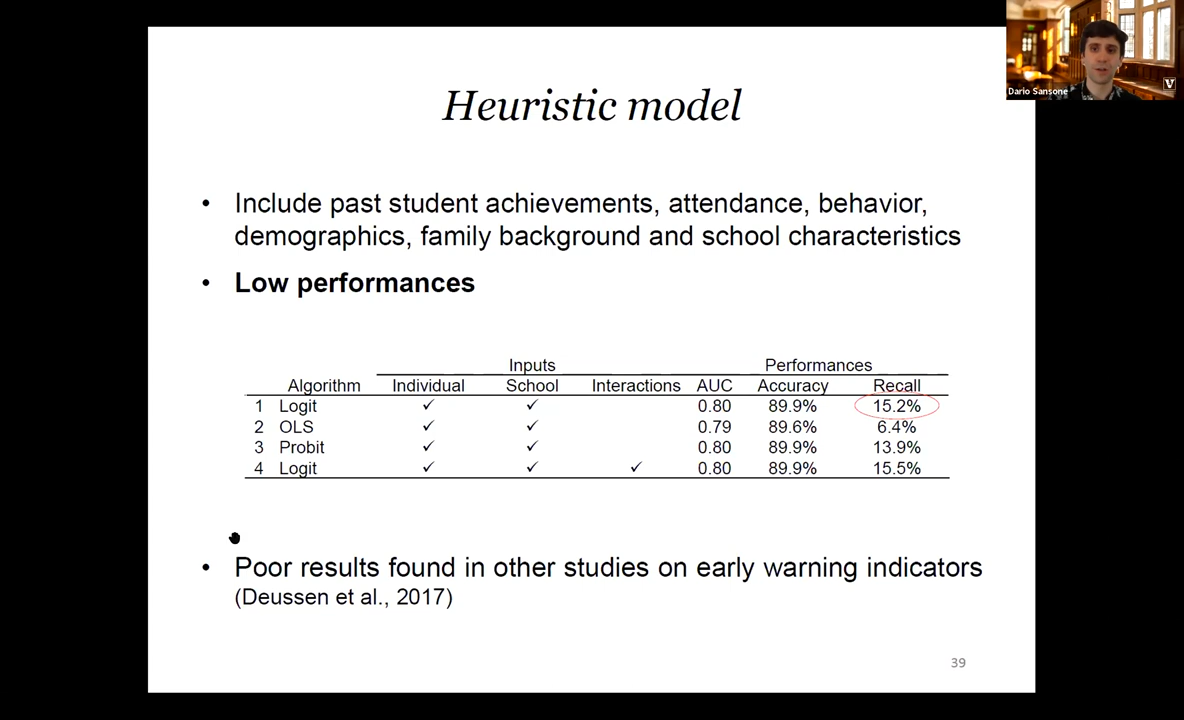 Heuristic model
Dario Sansone
V
• Include past student achievements, attendance, behavior,
demographics, family background and school characteristics
• Low performances
Inputs Performances
Algorithm Individual School Interactions AUC Accuracy Recall
1 Logit ✓ ✓ 0.80 89.9% 15.2%
2 OLS ✓ ✓ 0.79 89.6% 6.4%
3 Probit ✓ ✓ 0.80 89.9% 13.9%
4 Logit ✓ ✓ ✓ 0.80 89.9% 15.5%
• Poor results found in other studies on early warning indicators
(Deussen et al., 2017)
39